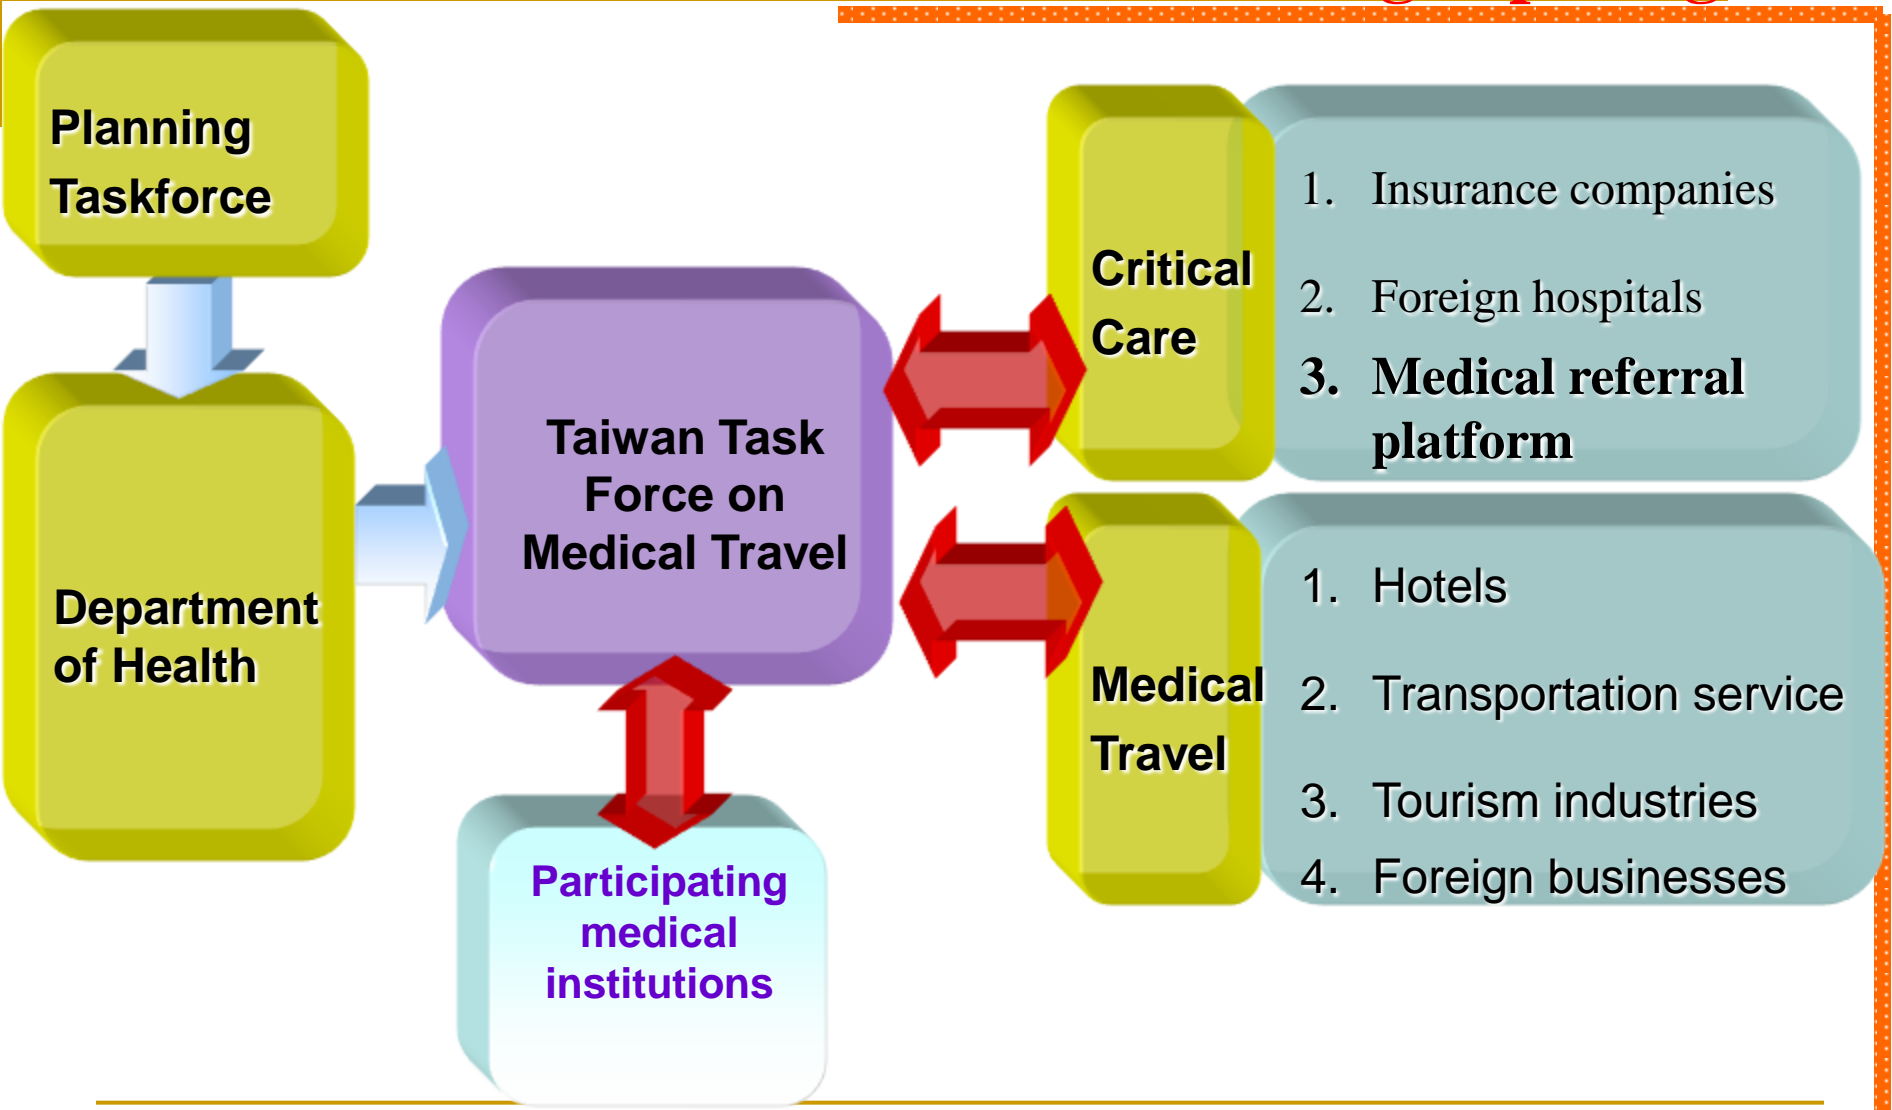 Planning
Taskforce
Department
of Health
Taiwan Task
Force on
Medical Travel
Participating
medical
institutions
Critical
Care
1. Insurance companies
2. Foreign hospitals
3. Medical referral
platform
Medical
Travel
1. Hotels
2. Transportation service
3. Tourism industries
4. Foreign businesses